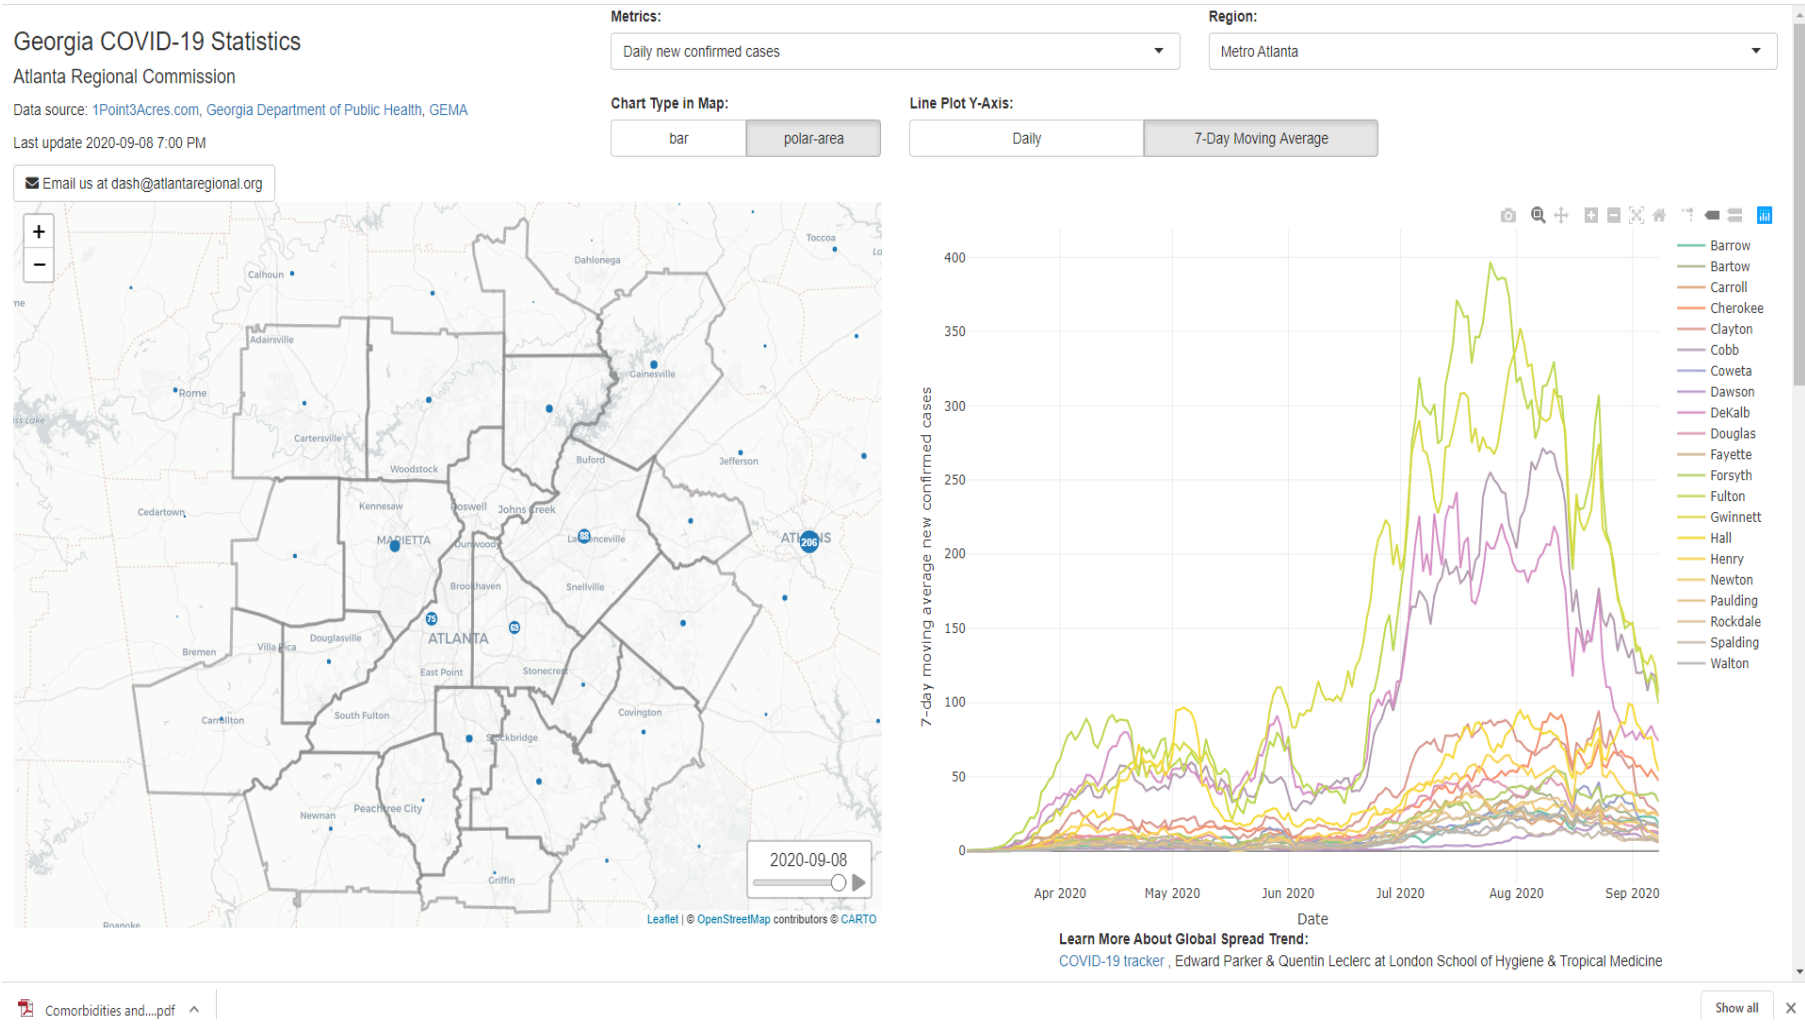 Georgia COVID-19 Statistics
Atlanta Regional Commission
Data source: 1Point3Acres.com, Georgia Department of Public Health, GEMA
Last update 2020-09-08 7:00 PM
Email us at dash@atlantaregional.org
Metrics:
Daily new confirmed cases
Region:
Metro Atlanta
Chart Type in Map:
bar
polar-area
Line Plot Y-Axis:
Daily
7-Day Moving Average
+
−
Toccoa
Dahlonega
Calhoun
Adairsville
Gainesville
Rome
Cartersville
Woodstock
Buford
Jefferson
Cedartown
Kennesaw
Roswell
Johns Creek
MARIETTA
Dunwoody
Lawrenceville
88
206
Brookhaven
Snellville
75
69
ATLANTA
Douglasville
Villa Rica
Bremen
East Point
Stonecrest
Carrollton
South Fulton
Stockbridge
Covington
Newnan
Peachtree City
Griffin
Roanoke
2020-09-08
Leaflet | © OpenStreetMap contributors © CARTO
7-day moving average new confirmed cases
400
350
300
250
200
150
100
50
0
Apr 2020
May 2020
Jun 2020
Jul 2020
Aug 2020
Sep 2020
Date
Barrow
Bartow
Carroll
Cherokee
Clayton
Cobb
Coweta
Dawson
DeKalb
Douglas
Fayette
Forsyth
Fulton
Gwinnett
Hall
Henry
Newton
Paulding
Rockdale
Spalding
Walton
Learn More About Global Spread Trend:
COVID-19 tracker , Edward Parker & Quentin Leclerc at London School of Hygiene & Tropical Medicine
Comorbidities and....pdf
Show all